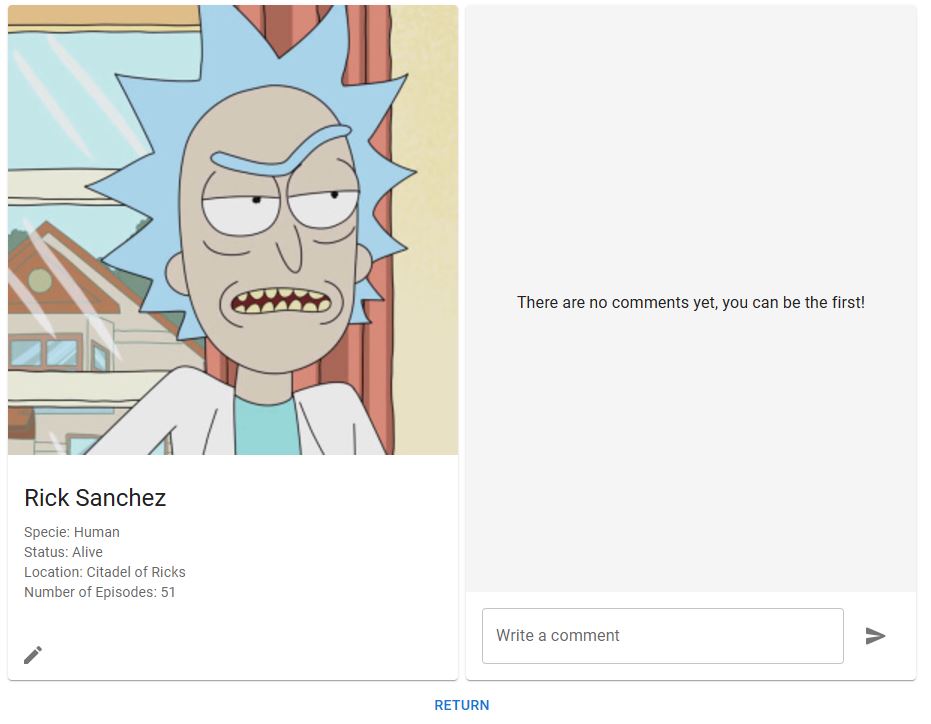 Rick Sanchez
Specie: Human
Status: Alive
Location: Citadel of Ricks
Number of Episodes: 51
There are no comments yet, you can be the first!
Write a comment
RETURN